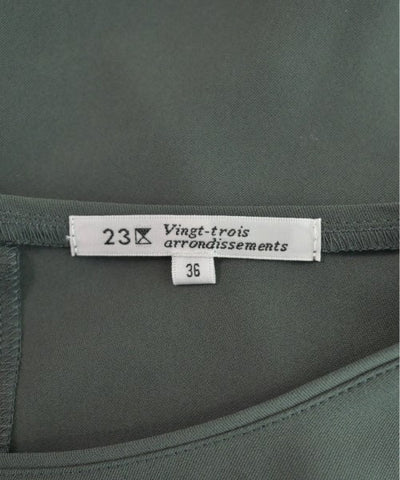 23区 Vingt-trois
arrondissements
36